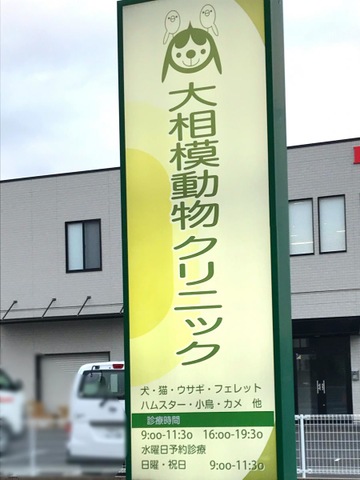 大相模動物クリニック
犬・猫・ウサギ・フェレット
ハムスター・小鳥・カメ 他
診療時間
9:00-11:30 16:00-19:30
水曜日予約診療
日曜・祝日 9:00-11:30